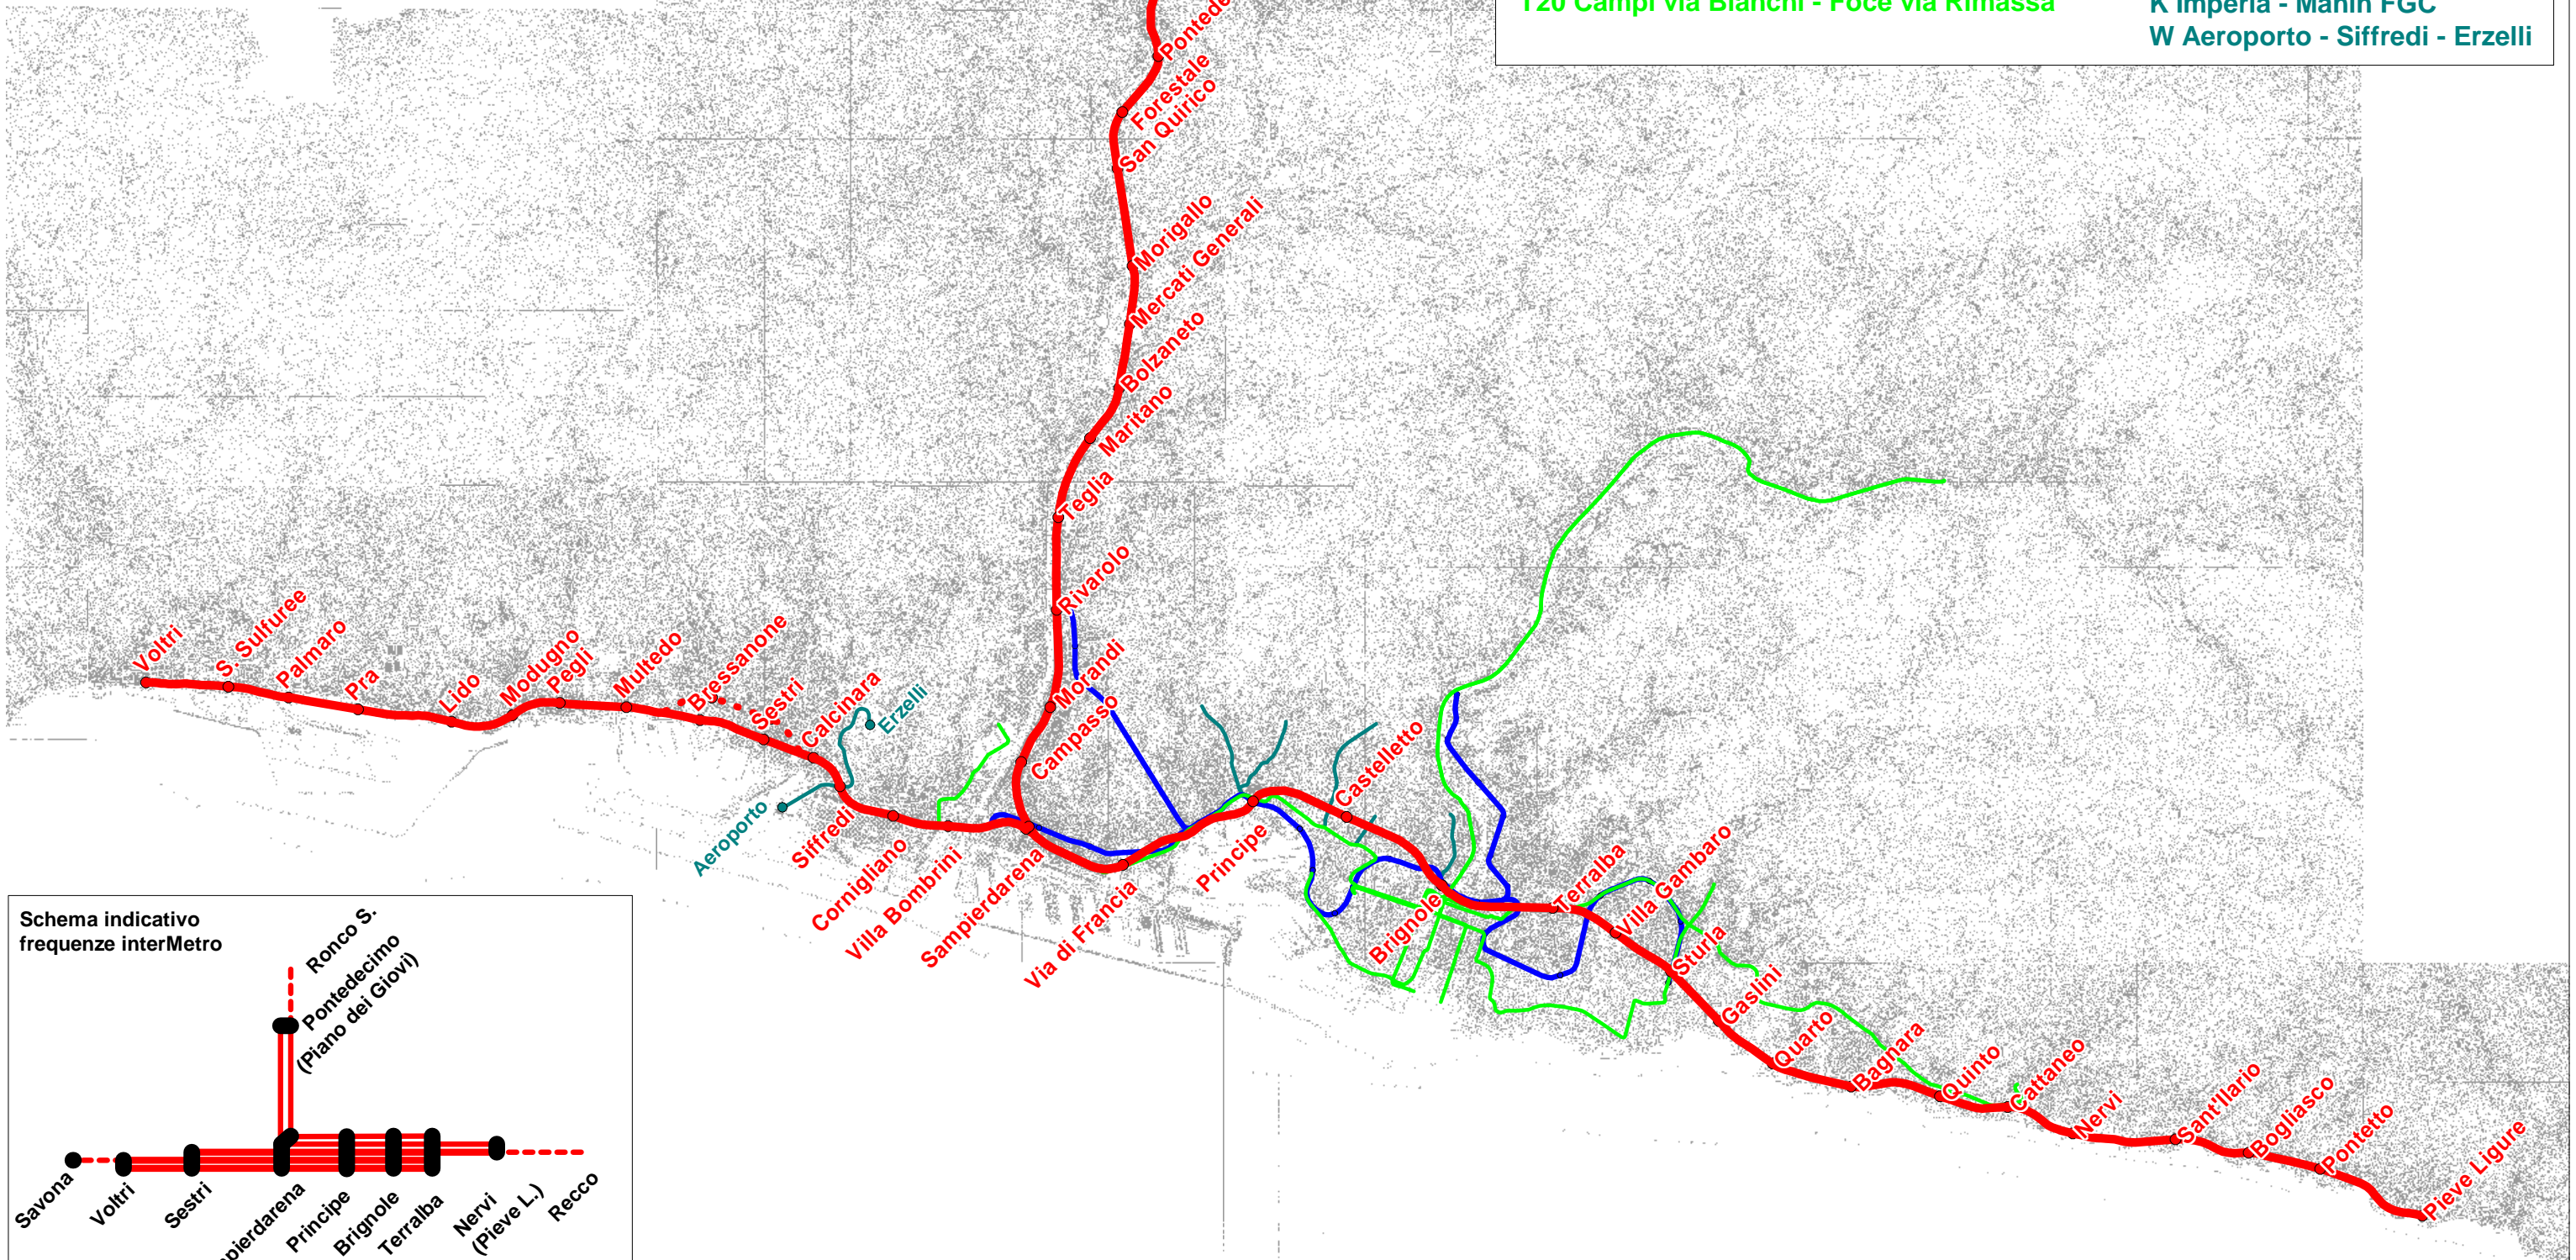 T20 Campi via Bianchi - Foce via Rimassa
K Imperia - Manin FGC
W Aeroporto - Siffredi - Erzelli
Forestale
San Quirico
Morigallo
Mercati Generali
Bolzaneto
Maritano
Teglia
Rivarolo
Morandi
Campasso
Voltri
S. Sulfuree
Palmaro
Pra
Lido
Modugno
Pegli
Multedo
Bressanone
Sestri
Calcinara
Erzelli
Aeroporto
Siffredi
Cornigliano
Villa Bombrini
Sampierdarena
Via di Francia
Principe
Castelletto
Brignole
Terralba
Villa Gambaro
Sturla
Gaslini
Quarto
Bagnara
Quinto
Cattaneo
Nervi
Sant'Ilario
Bogliasco
Pontetto
Pieve Ligure
Schema indicativo
frequenze interMetro
Ronco S.
Pontedecimo
(Piano dei Giovi)
Savona
Voltri
Sestri
Principe
Brignole
Terralba
Nervi
(Pieve L.)
Recco